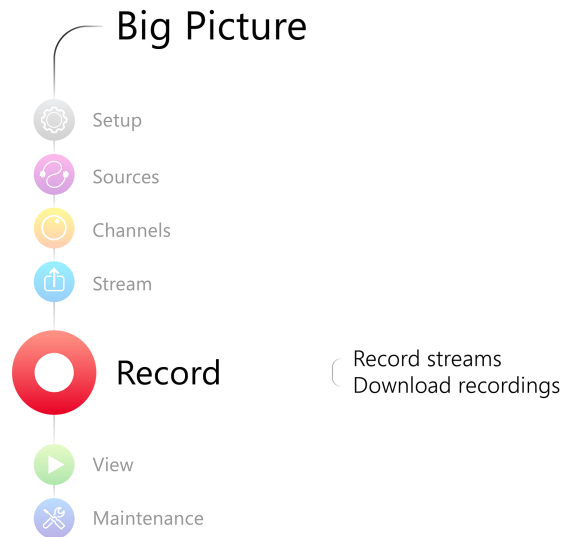 Big Picture
Setup
Sources
Channels
Stream
Record
Record streams
Download recordings
View
Maintenance